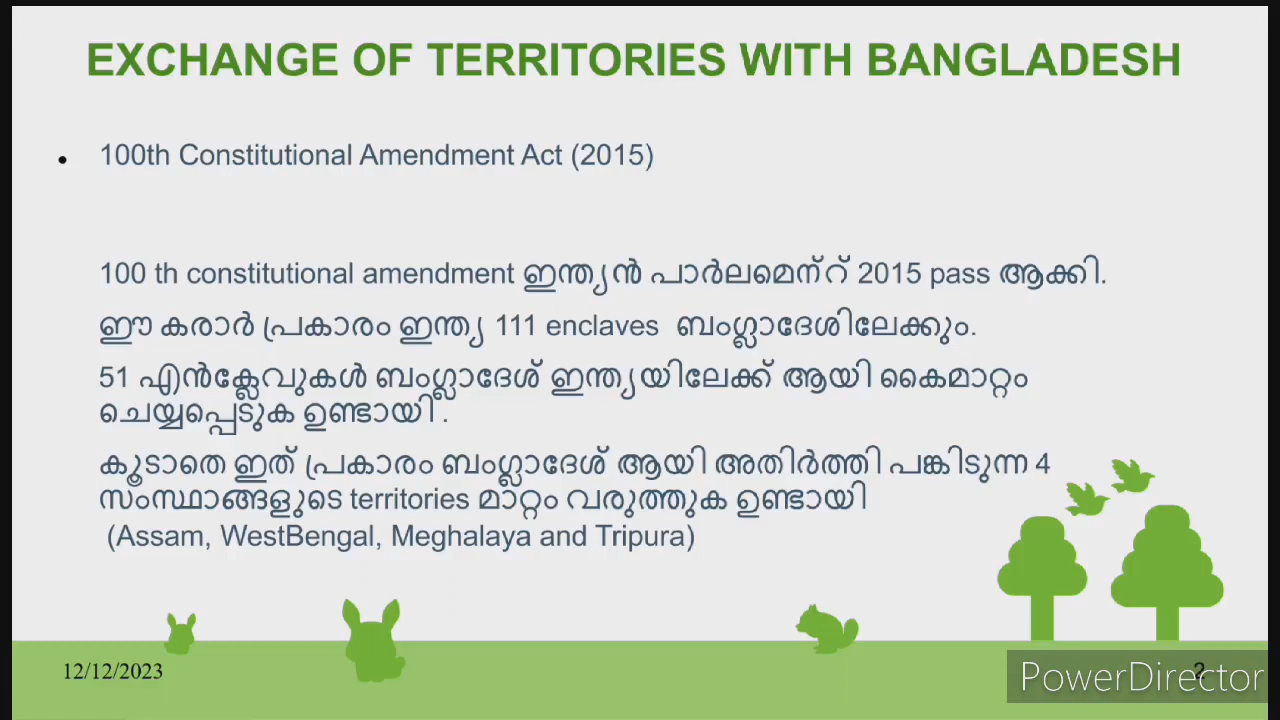 EXCHANGE OF TERRITORIES WITH BANGLADESH
• 100th Constitutional Amendment Act (2015)
100 th constitutional amendment ഇന്ത്യൻ പാർലമെന്റ് 2015 pass ആക്കി.
ഈ കരാർ പ്രകാരം ഇന്ത്യ 111 enclaves ബംഗ്ലാദേശിലേക്കും.
51 എൻക്ലേവുകൾ ബംഗ്ലാദേശ് ഇന്ത്യയിലേക്ക് ആയി കൈമാറ്റം
ചെയ്യപ്പെടുക ഉണ്ടായി .
കൂടാതെ ഇത് പ്രകാരം ബംഗ്ലാദേശ് ആയി അതിർത്തി പങ്കിടുന്ന 4
സംസ്ഥാങ്ങളുടെ territories മാറ്റം വരുത്തുക ഉണ്ടായി
(Assam, WestBengal, Meghalaya and Tripura)
12/12/2023
2
PowerDirector